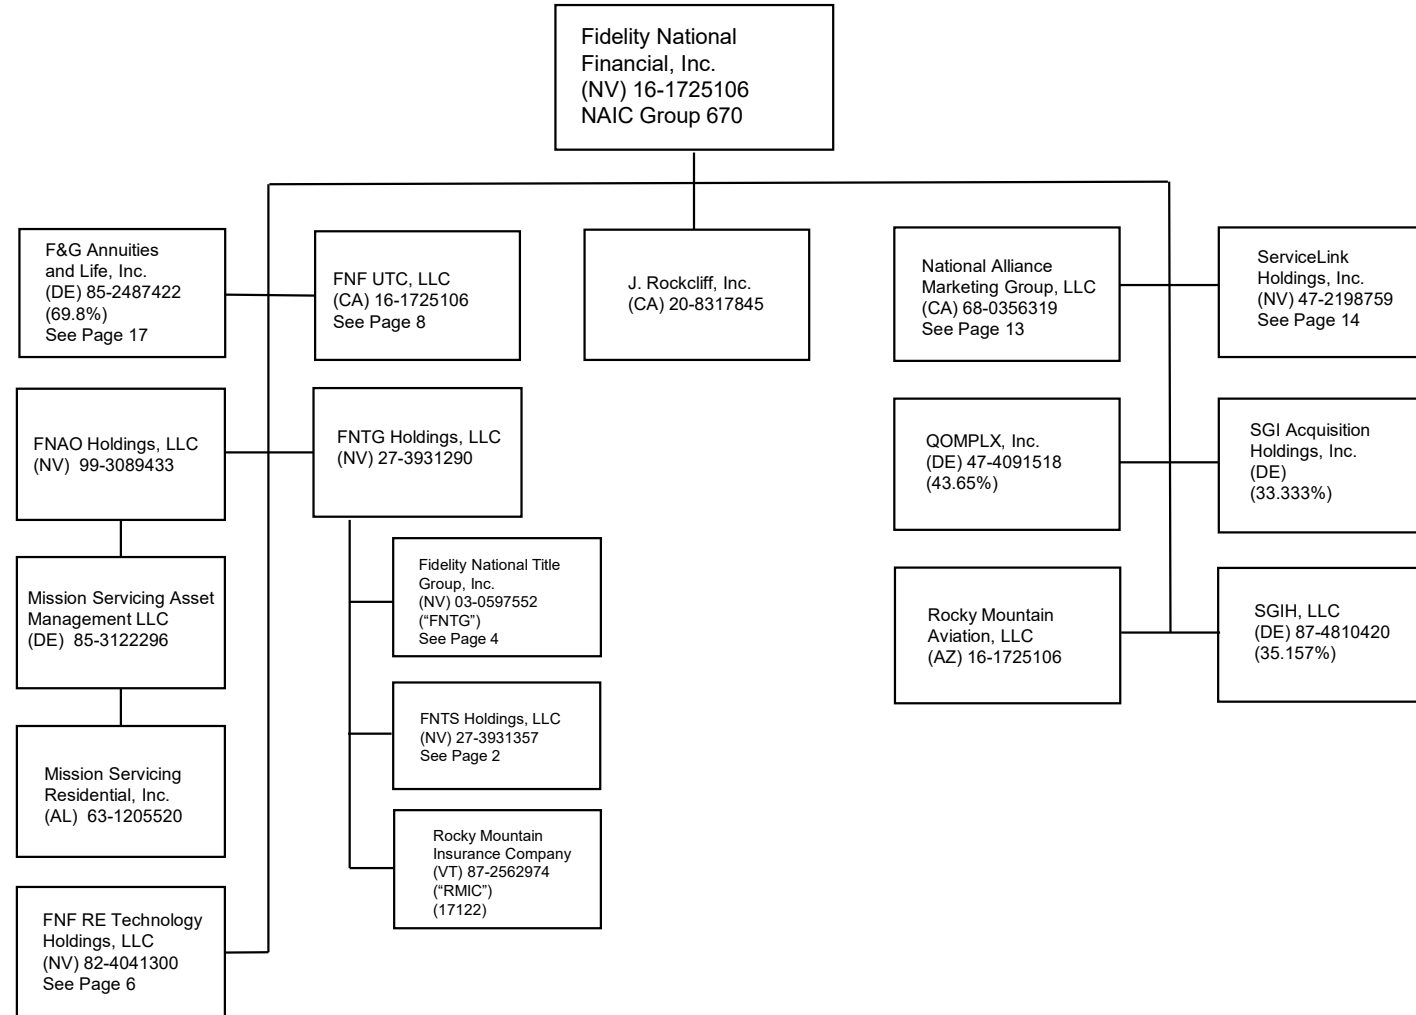 Fidelity National
Financial, Inc.
(NV) 16-1725106
NAIC Group 670
F&G Annuities
and Life, Inc.
(DE) 85-2487422
(69.8%)
See Page 17
FNF UTC, LLC
(CA) 16-1725106
See Page 8
J. Rockcliff, Inc.
(CA) 20-8317845
National Alliance
Marketing Group, LLC
(CA) 68-0356319
See Page 13
ServiceLink
Holdings, Inc.
(NV) 47-2198759
See Page 14
FNAO Holdings, LLC
(NV) 99-3089433
FNTG Holdings, LLC
(NV) 27-3931290
QOMPLX, Inc.
(DE) 47-4091518
(43.65%)
SGI Acquisition
Holdings, Inc.
(DE)
(33.333%)
Mission Servicing Asset
Management LLC
(DE) 85-3122296
Fidelity National Title
Group, Inc.
(NV) 03-0597552
(“FNTG”)
See Page 4
Rocky Mountain
Aviation, LLC
(AZ) 16-1725106
SGIH, LLC
(DE) 87-4810420
(35.157%)
FNTS Holdings, LLC
(NV) 27-3931357
See Page 2
Mission Servicing
Residential, Inc.
(AL) 63-1205520
Rocky Mountain
Insurance Company
(VT) 87-2562974
(“RMIC”)
(17122)
FNF RE Technology
Holdings, LLC
(NV) 82-4041300
See Page 6